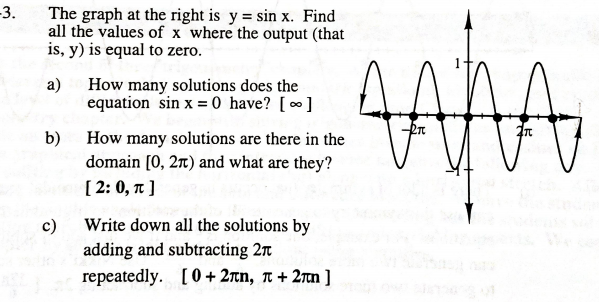 -3. The graph at the right is y = sin x. Find
all the values of x where the output (that
is, y) is equal to zero.
a) How many solutions does the
equation sin x = 0 have? [ ∞ ]
b) How many solutions are there in the
domain [0, 2π) and what are they?
[ 2: 0, π ]
c) Write down all the solutions by
adding and subtracting 2π
repeatedly. [ 0 + 2πn, π + 2πn ]
1
-2π
2π
-1